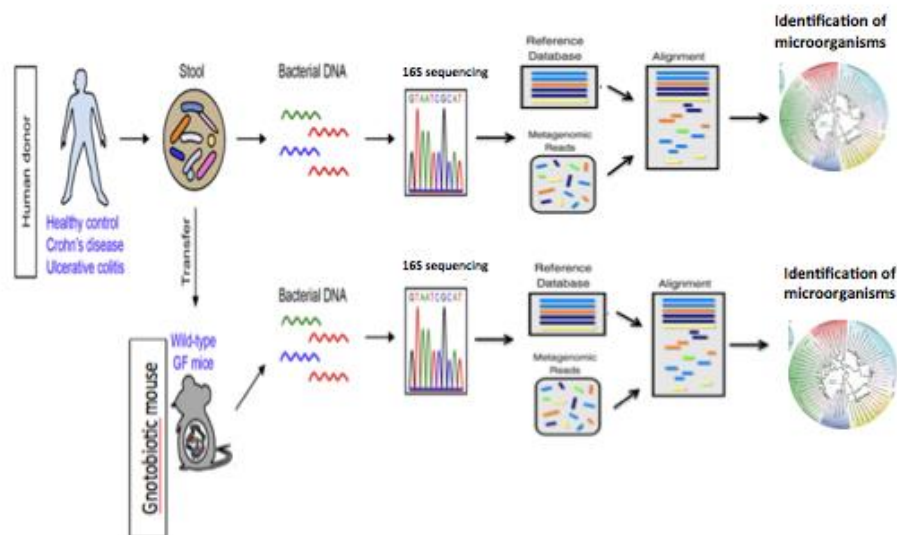 Identification of
microorganisms
Human donor
Stool
Bacterial DNA
16S sequencing
GTAATCGCAT
Reference
Database
Alignment
Metagenomic
Reads
Healthy control
Crohn's disease
Ulcerative colitis
Transfer
Identification of
microorganisms
Gnotobiotic mouse
Wild-type
GF mice
Bacterial DNA
16S sequencing
GTAATCGCAT
Reference
Database
Alignment
Metagenomic
Reads